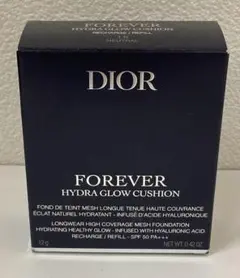 FOREVER
HYDRA GLOW CUSHION
RECHARGE / REFILL
DIOR
FOREVER
HYDRA GLOW CUSHION
FOND DE TEINT MESH LONGUE TENUE HAUTE COUVRANCE
ÉCLAT NATUREL HYDRATANT - INFUSÉ D'ACIDE HYALURONIQUE
LONGWEAR HIGH COVERAGE MESH FOUNDATION
HYDRATING HEALTHY GLOW - INFUSED WITH HYALURONIC ACID
RECHARGE / REFILL - SPF 50 PA+++
NET WT. 0.42 OZ